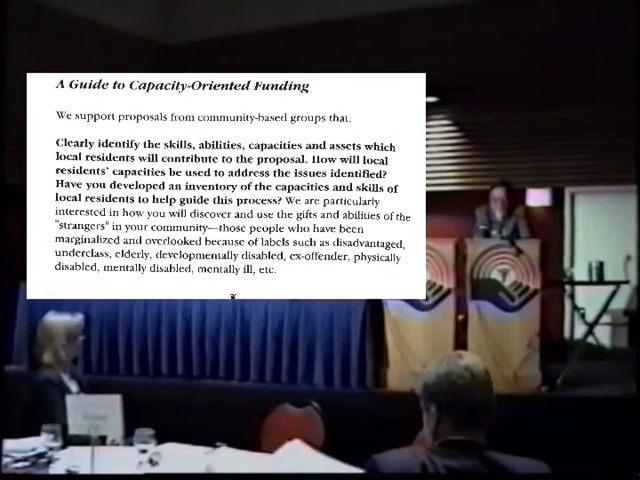 A Guide to Capacity-Oriented Funding
We support proposals from community-based groups that:
Clearly identify the skills, abilities, capacities and assets which
local residents will contribute to the proposal. How will local
residents' capacities be used to address the issues identified?
Have you developed an inventory of the capacities and skills of
local residents to help guide this process? We are particularly
interested in how you will discover and use the gifts and abilities of the
"strangers" in your community—those people who have been
marginalized and overlooked because of labels such as disadvantaged,
underclass, elderly, developmentally disabled, ex-offender, physically
disabled, mentally disabled, mentally ill, etc.